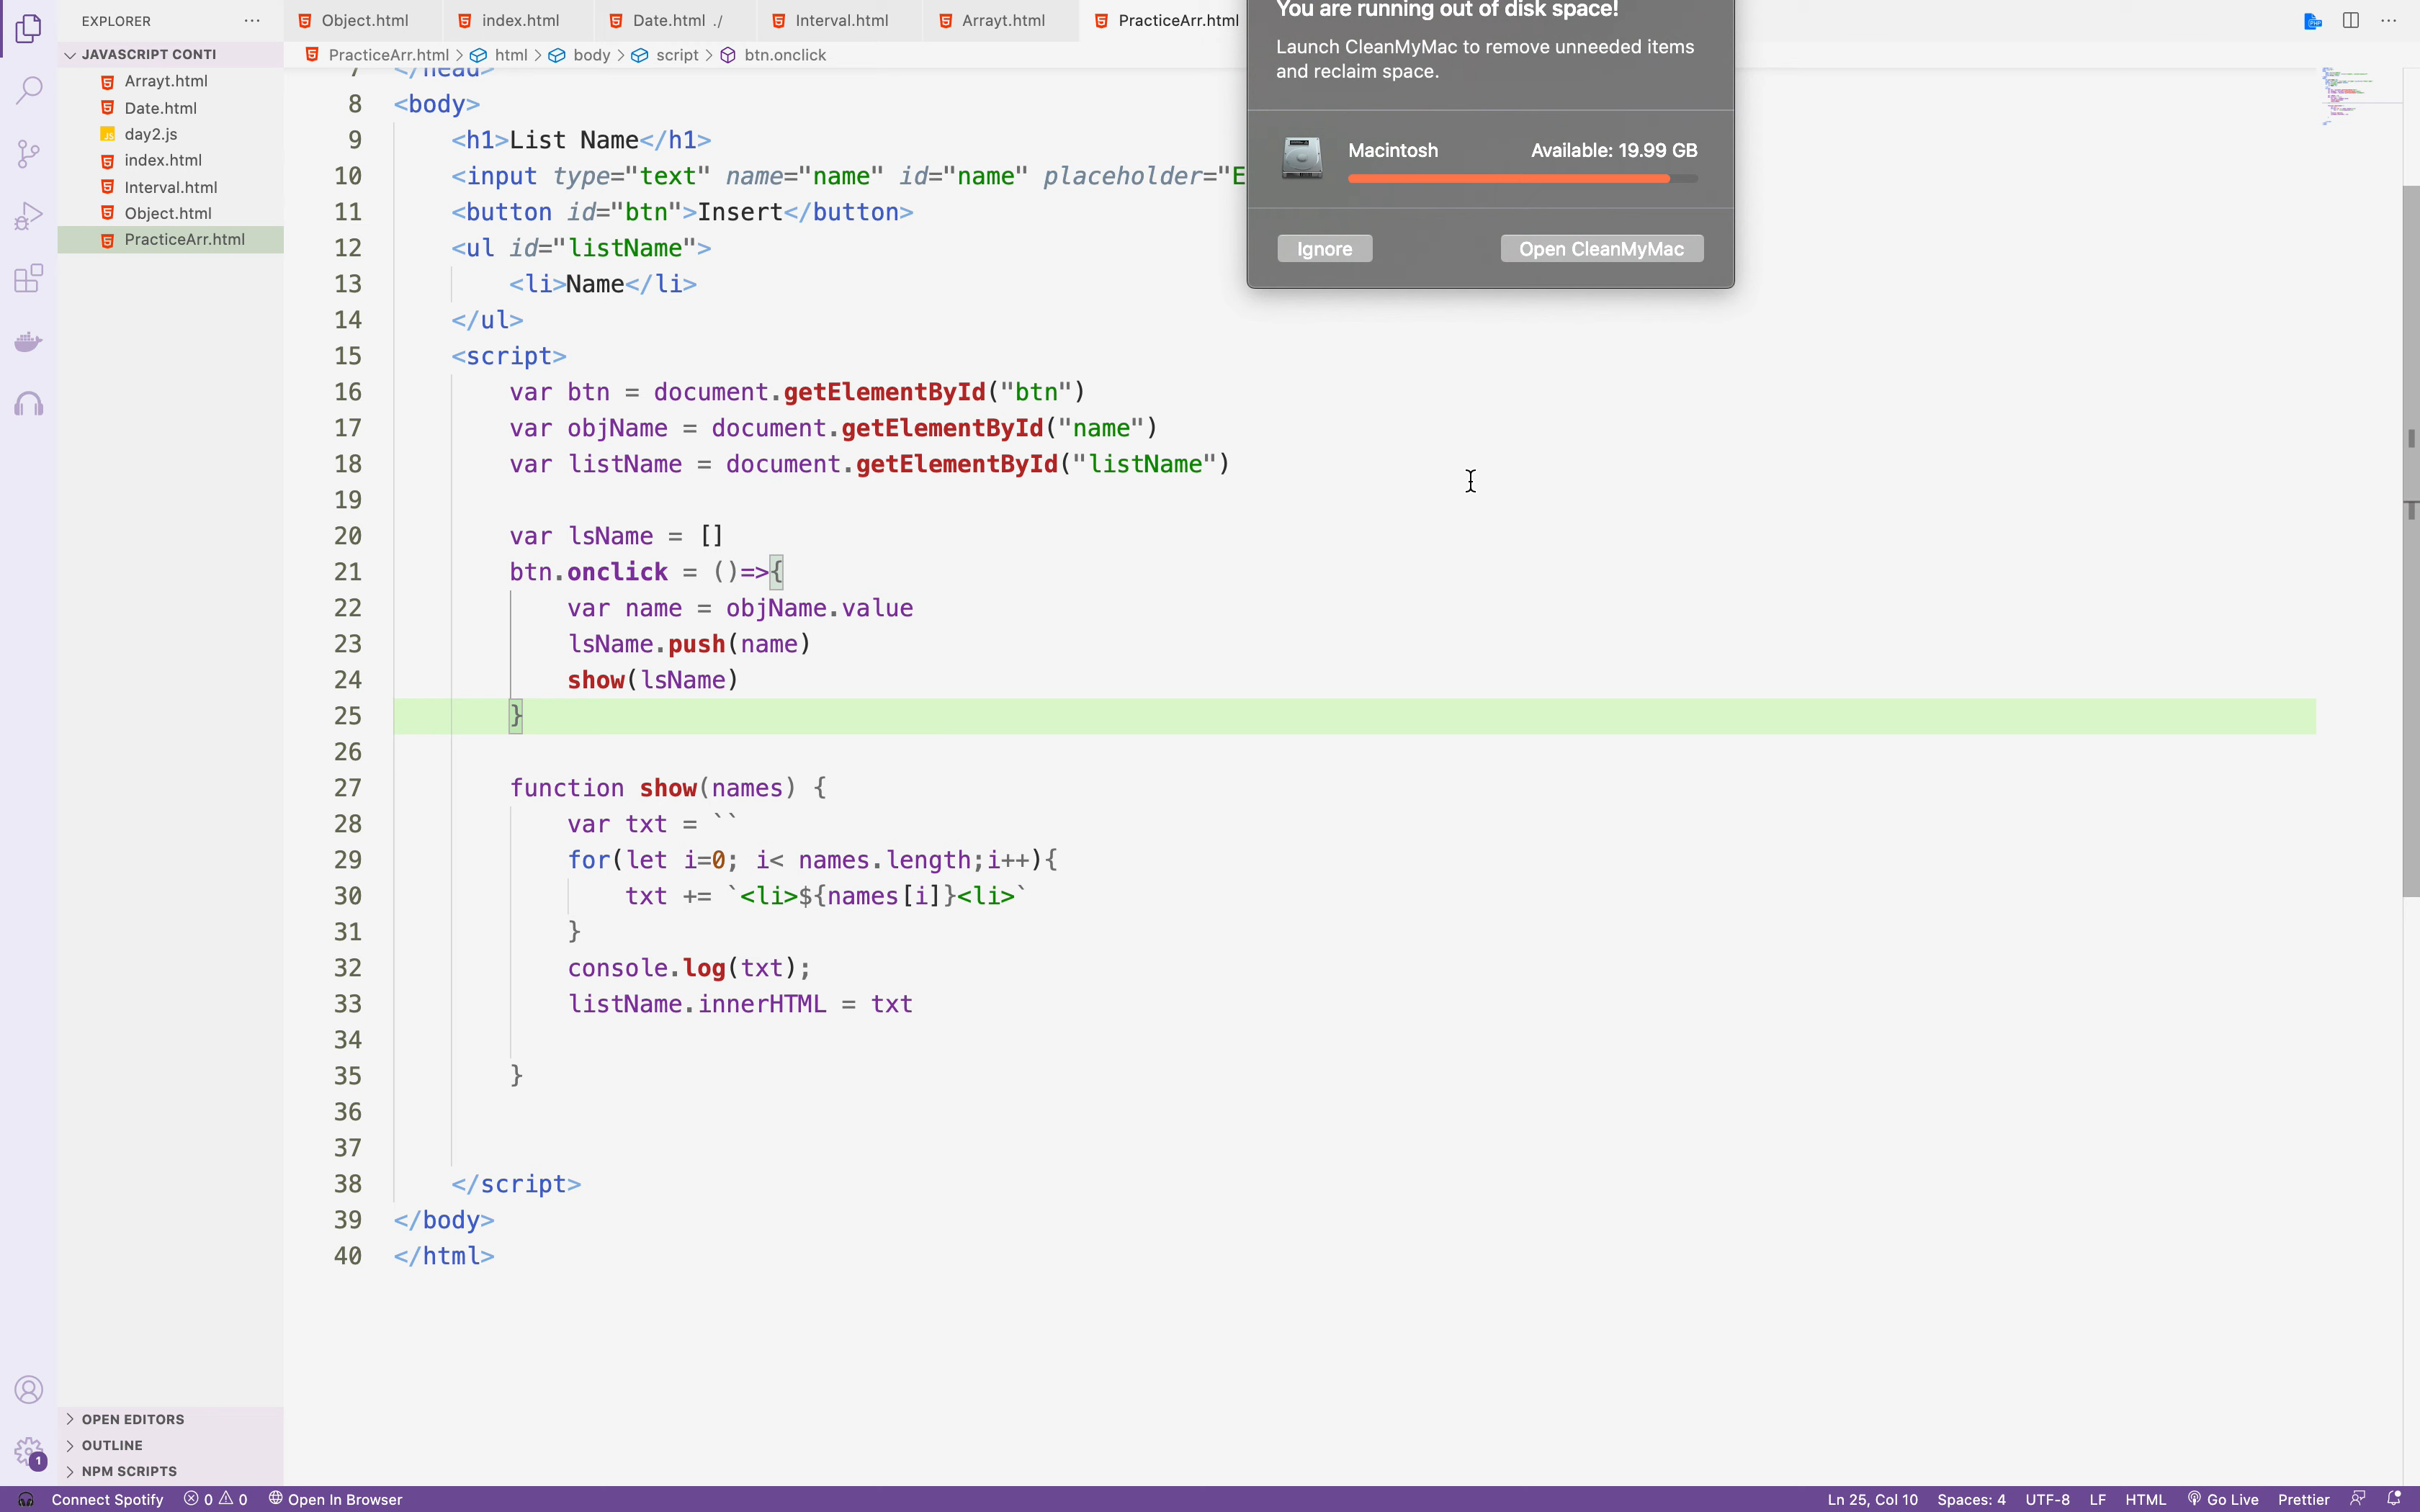 EXPLORER
JAVASCRIPT CONTI
Arrayt.html
Date.html
day2.js
index.html
Interval.html
Object.html
PracticeArr.html
OPEN EDITORS
OUTLINE
NPM SCRIPTS
Object.html
index.html
Date.html ./
Interval.html
Arrayt.html
PracticeArr.html
PracticeArr.html > html > body > script > btn.onclick
7 </head>
8 <body>
9 <h1>List Name</h1>
10 <input type="text" name="name" id="name" placeholder="E
11 <button id="btn">Insert</button>
12 <ul id="listName">
13 <li>Name</li>
14 </ul>
15 <script>
16 var btn = document.getElementById("btn")
17 var objName = document.getElementById("name")
18 var listName = document.getElementById("listName")
19
20 var lsName = []
21 btn.onclick = ()=>{
22 var name = objName.value
23 lsName.push(name)
24 show(lsName)
25 }
26
27 function show(names) {
28 var txt = ``
29 for(let i=0; i< names.length;i++){
30 txt += `<li>${names[i]}<li>`
31 }
32 console.log(txt);
33 listName.innerHTML = txt
34
35 }
36
37
38 </script>
39 </body>
40 </html>
You are running out of disk space!
Launch CleanMyMac to remove unneeded items
and reclaim space.
Macintosh Available: 19.99 GB
Ignore Open CleanMyMac
1
Connect Spotify 0 0 Open In Browser Ln 25, Col 10 Spaces: 4 UTF-8 LF HTML Go Live Prettier